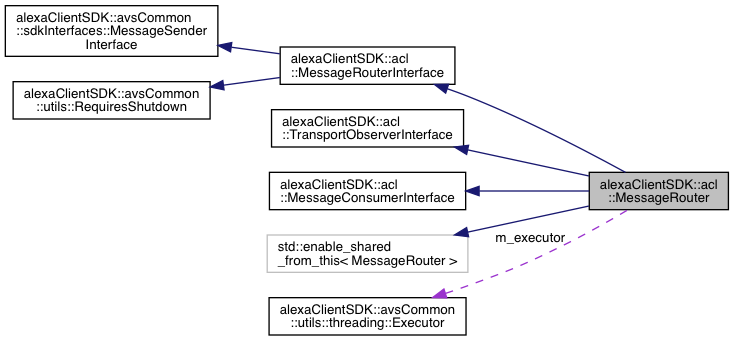 alexaClientSDK::avsCommon
::sdkInterfaces::MessageSender
Interface
alexaClientSDK::avsCommon
::utils::RequiresShutdown
alexaClientSDK::acl
::MessageRouterInterface
alexaClientSDK::acl
::TransportObserverInterface
alexaClientSDK::acl
::MessageConsumerInterface
std::enable_shared
_from_this< MessageRouter >
alexaClientSDK::avsCommon
::utils::threading::Executor
m_executor
alexaClientSDK::acl
::MessageRouter